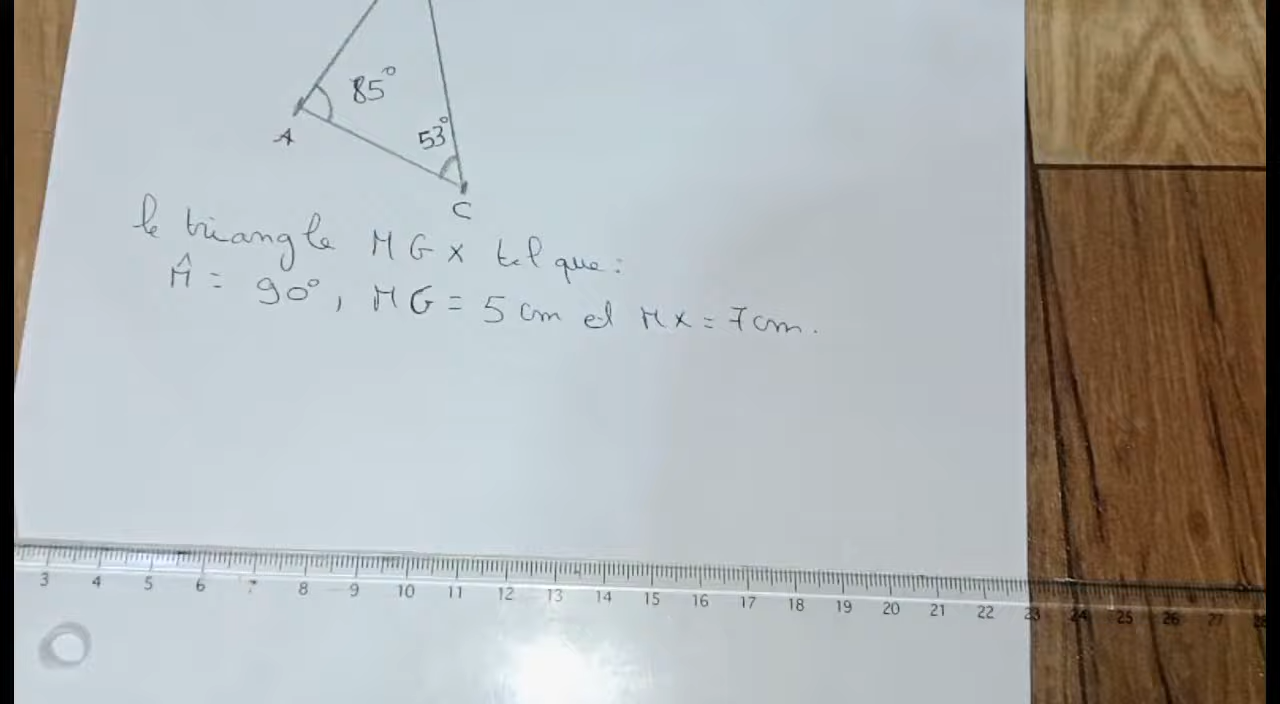 85°
53°
A
C
le triangle MGX tel que:
M̂ = 90°, MG = 5 cm et MX = 7 cm.
3 4 5 6 7 8 9 10 11 12 13 14 15 16 17 18 19 20 21 22 23 24 25 26 27 28